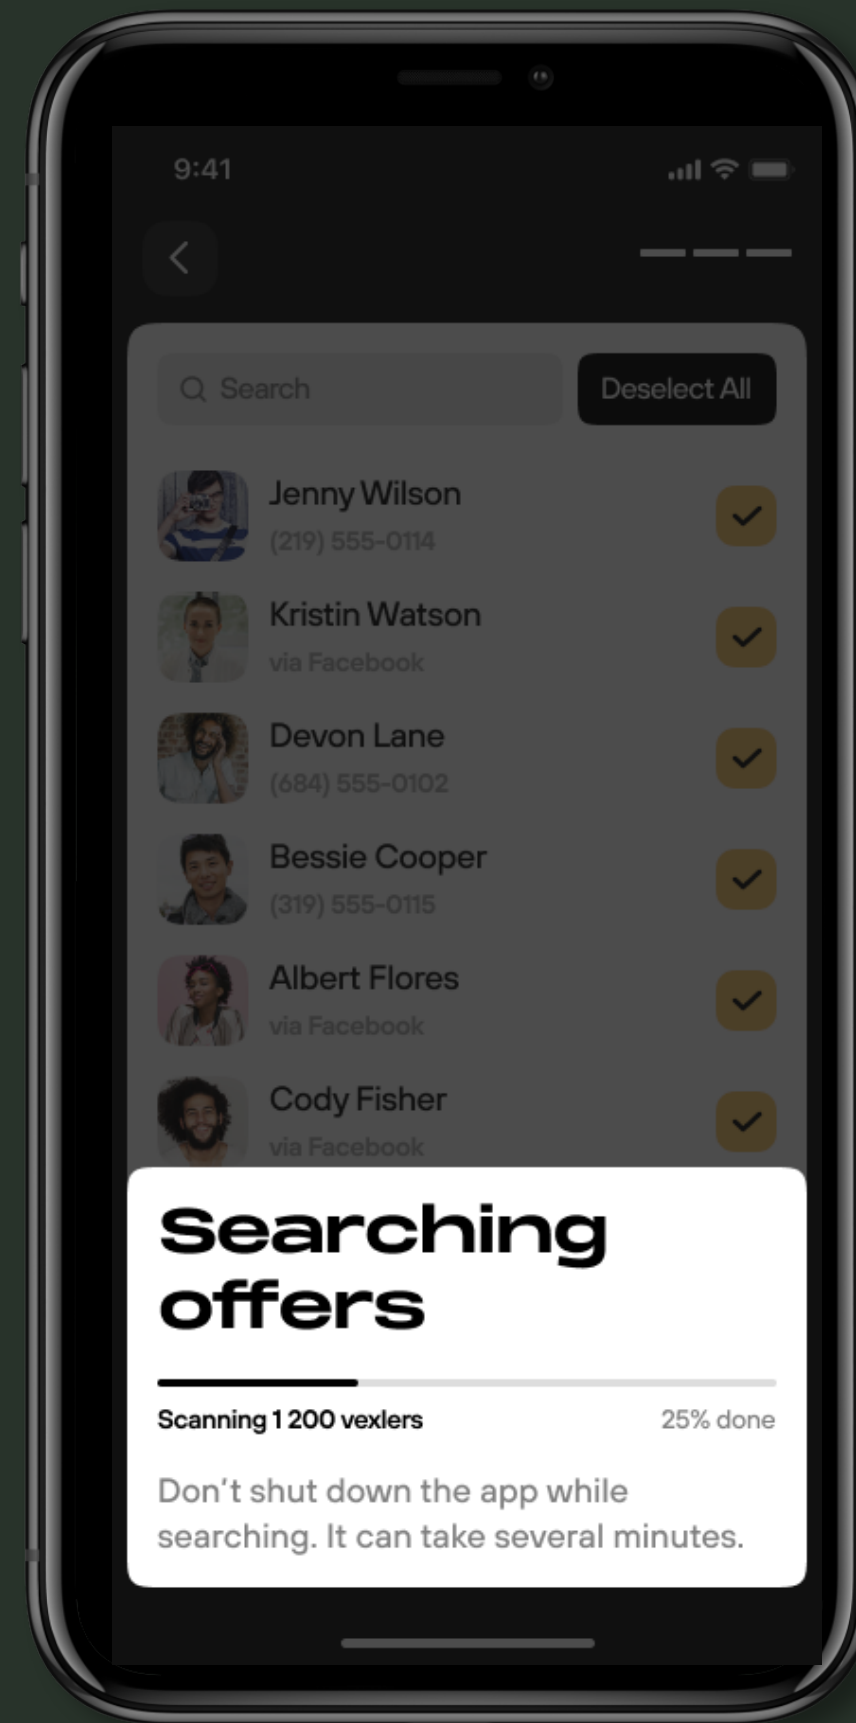 9:41
Search
Deselect All
Jenny Wilson
(219) 555-0114
Kristin Watson
via Facebook
Devon Lane
(684) 555-0102
Bessie Cooper
(319) 555-0115
Albert Flores
via Facebook
Cody Fisher
via Facebook
Searching
offers
Scanning 1 200 vexlers
25% done
Don't shut down the app while
searching. It can take several minutes.